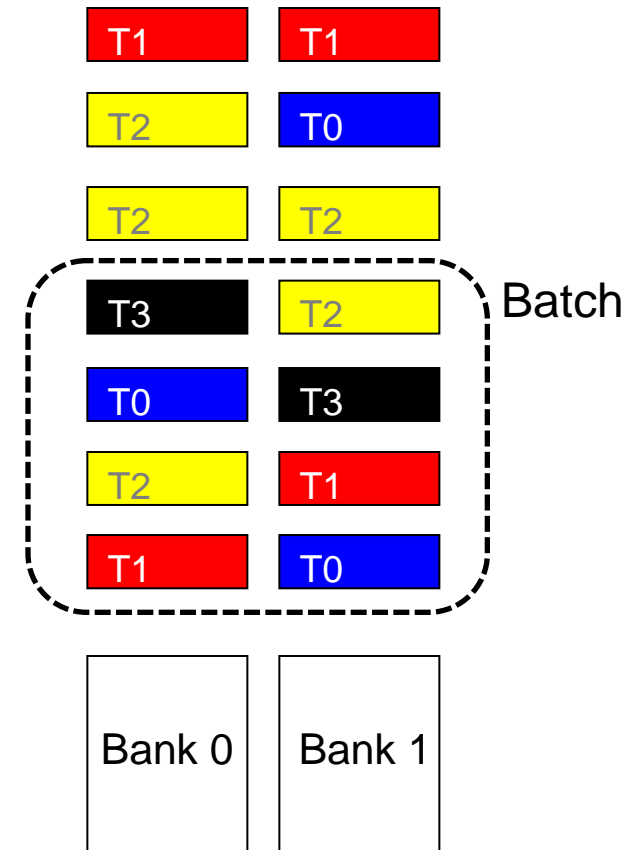 T1 T1
T2 T0
T2 T2
T3 T2 Batch
T0 T3
T2 T1
T1 T0
Bank 0 Bank 1